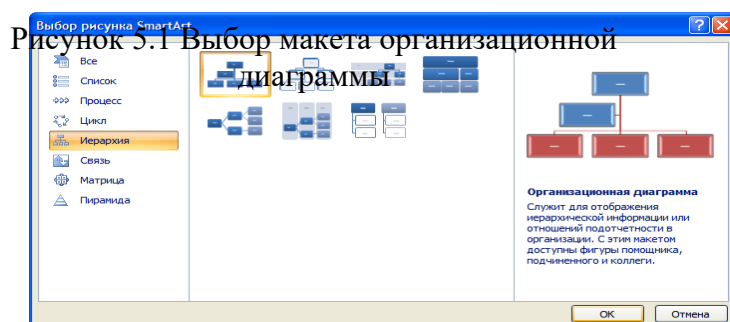 Выбор рисунка SmartArt
Рисунок 5.1 Выбор макета организационной
диаграммы
Все
Список
Процесс
Цикл
Иерархия
Связь
Матрица
Пирамида
Организационная диаграмма
Служит для отображения
иерархической информации или
отношений подотчетности в
организации. С этим макетом
доступны фигуры помощника,
подчиненного и коллеги.
ОК
Отмена